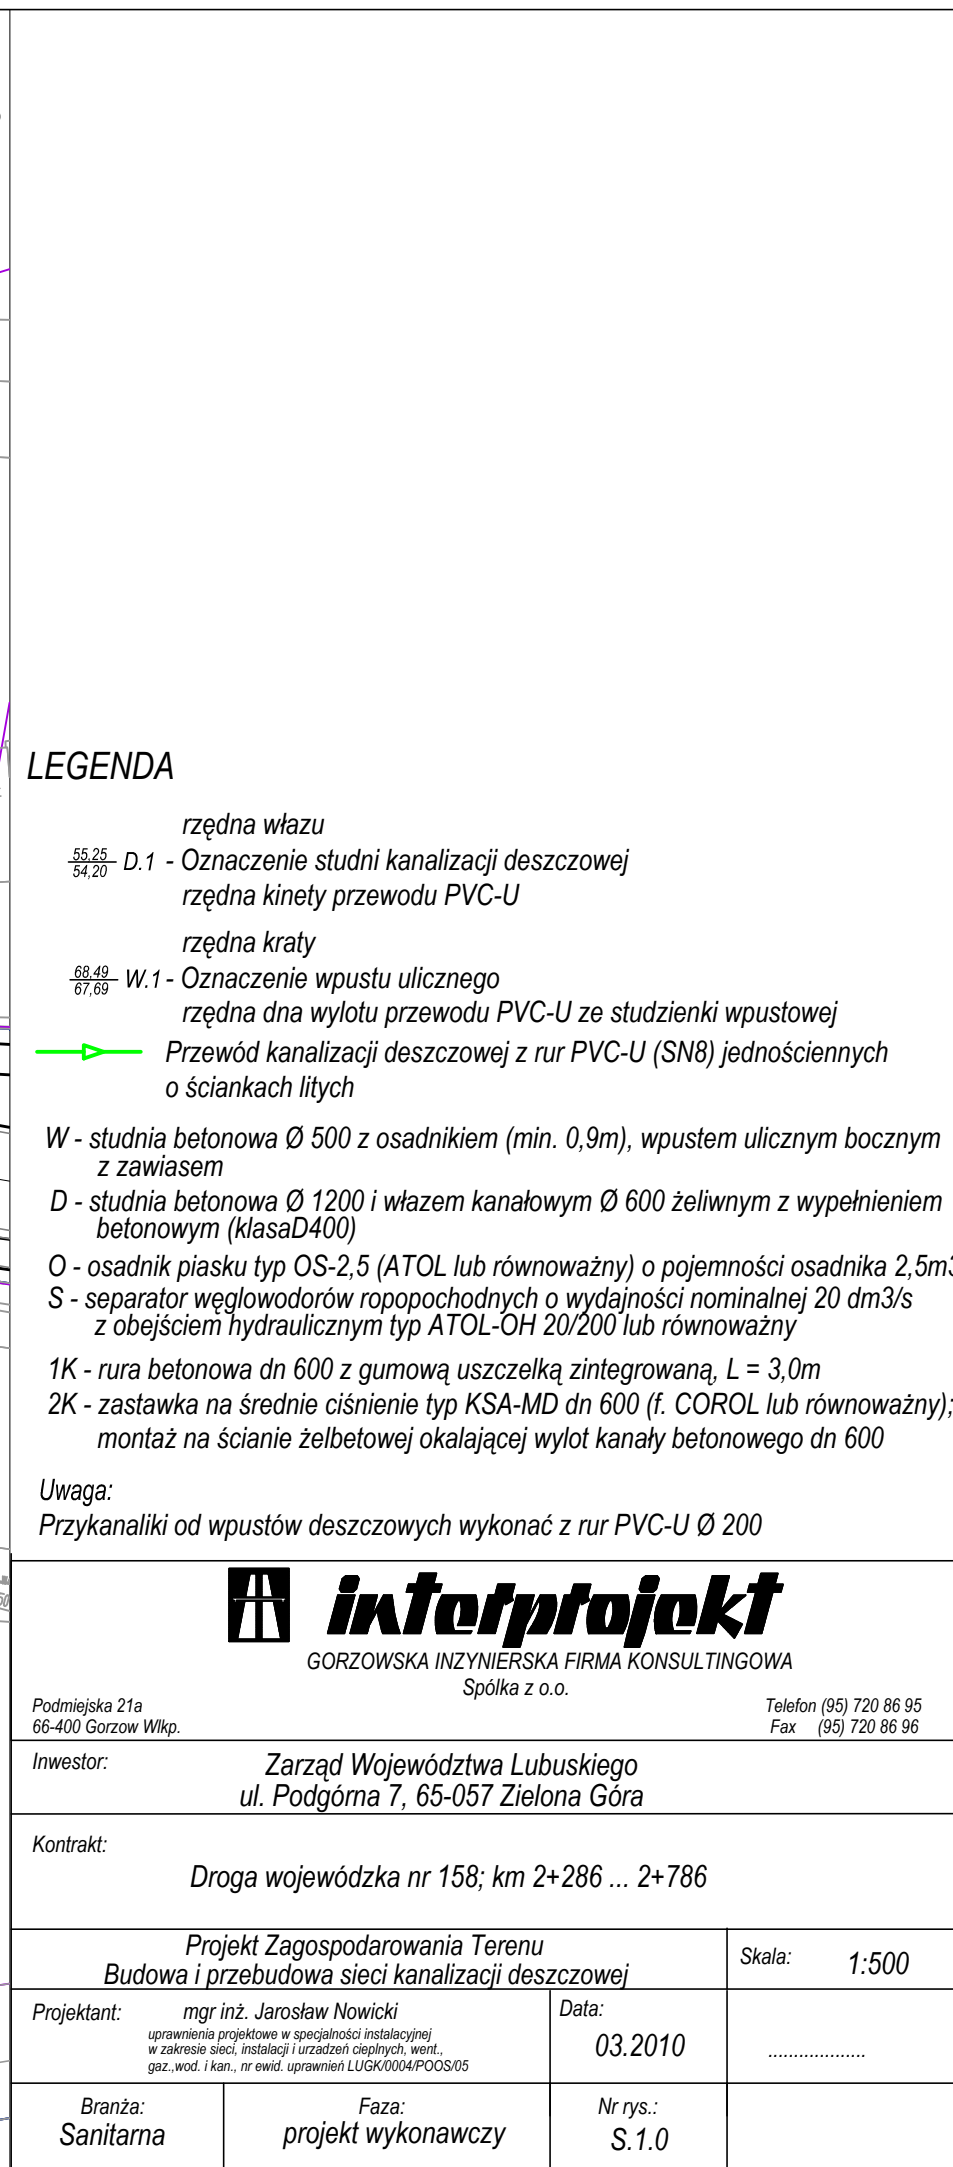 LEGENDA
rzędna włazu
55,25
54,20
D.1 - Oznaczenie studni kanalizacji deszczowej
rzędna kinety przewodu PVC-U
rzędna kraty
68,49
67,69
W.1 - Oznaczenie wpustu ulicznego
rzędna dna wylotu przewodu PVC-U ze studzienki wpustowej
Przewód kanalizacji deszczowej z rur PVC-U (SN8) jednościennych
o ściankach litych
W - studnia betonowa Ø 500 z osadnikiem (min. 0,9m), wpustem ulicznym bocznym
z zawiasem
D - studnia betonowa Ø 1200 i włazem kanałowym Ø 600 żeliwnym z wypełnieniem
betonowym (klasaD400)
O - osadnik piasku typ OS-2,5 (ATOL lub równoważny) o pojemności osadnika 2,5m3
S - separator węglowodorów ropopochodnych o wydajności nominalnej 20 dm3/s
z obejściem hydraulicznym typ ATOL-OH 20/200 lub równoważny
1K - rura betonowa dn 600 z gumową uszczelką zintegrowaną, L = 3,0m
2K - zastawka na średnie ciśnienie typ KSA-MD dn 600 (f. COROL lub równoważny);
montaż na ścianie żelbetowej okalającej wylot kanały betonowego dn 600
Uwaga:
Przykanaliki od wpustów deszczowych wykonać z rur PVC-U Ø 200
interprojekt
GORZOWSKA INZYNIERSKA FIRMA KONSULTINGOWA
Spólka z o.o.
Podmiejska 21a
66-400 Gorzow Wlkp.
Telefon (95) 720 86 95
Fax (95) 720 86 96
Inwestor:
Zarząd Województwa Lubuskiego
ul. Podgórna 7, 65-057 Zielona Góra
Kontrakt:
Droga wojewódzka nr 158; km 2+286 ... 2+786
Projekt Zagospodarowania Terenu
Budowa i przebudowa sieci kanalizacji deszczowej
Skala: 1:500
Projektant: mgr inż. Jarosław Nowicki
uprawnienia projektowe w specjalności instalacyjnej
w zakresie sieci, instalacji i urzadzeń cieplnych, went.,
gaz.,wod. i kan., nr ewid. uprawnień LUGK/0004/POOS/05
Data:
03.2010
...................
Branża:
Sanitarna
Faza:
projekt wykonawczy
Nr rys.:
S.1.0